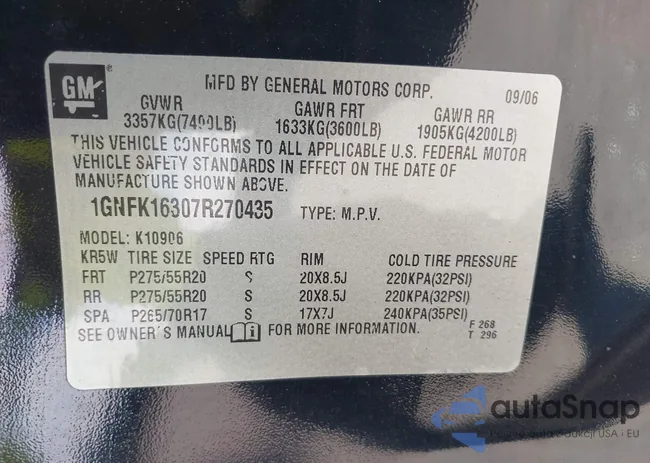 GM
MFD BY GENERAL MOTORS CORP.
09/06
GVWR GAWR FRT GAWR RR
3357KG(7400LB) 1633KG(3600LB) 1905KG(4200LB)
THIS VEHICLE CONFORMS TO ALL APPLICABLE U.S. FEDERAL MOTOR
VEHICLE SAFETY STANDARDS IN EFFECT ON THE DATE OF
MANUFACTURE SHOWN ABOVE.
1GNFK16307R270435 TYPE: M.P.V.
MODEL: K10906
KR5W TIRE SIZE SPEED RTG RIM COLD TIRE PRESSURE
FRT P275/55R20 S 20X8.5J 220KPA(32PSI)
RR P275/55R20 S 20X8.5J 220KPA(32PSI)
SPA P265/70R17 S 17X7J 240KPA(35PSI)
SEE OWNER'S MANUAL FOR MORE INFORMATION. F 268
T 296
autoSnap
USA - EU